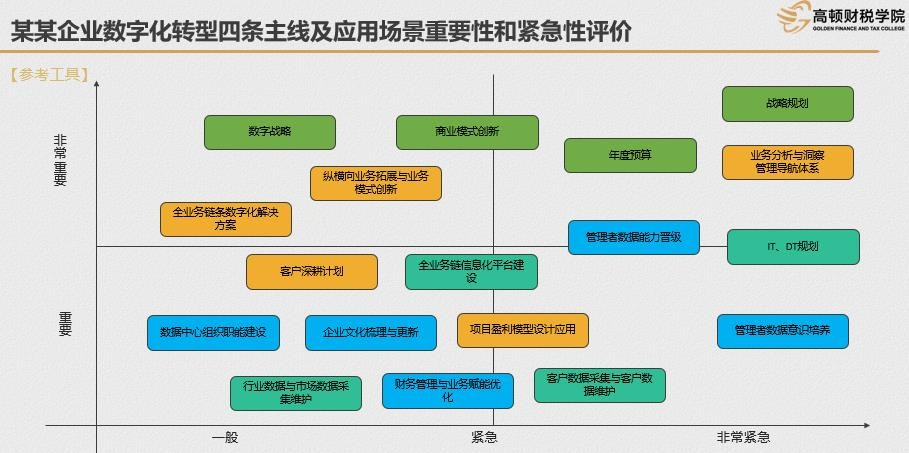 某某企业数字化转型四条主线及应用场景重要性和紧急性评价
高顿财税学院
GOLDEN FINANCE AND TAX COLLEGE
【参考工具】
非常重要
重要
战略规划
数字战略
商业模式创新
年度预算
业务分析与洞察
管理导航体系
纵横向业务拓展与业务
模式创新
全业务链条数字化解决
方案
管理者数据能力晋级
IT、DT规划
客户深耕计划
全业务链信息化平台建
设
数据中心组织职能建设
企业文化梳理与更新
项目盈利模型设计应用
管理者数据意识培养
行业数据与市场数据采
集维护
财务管理与业务赋能优
化
客户数据采集与客户数
据维护
一般
紧急
非常紧急